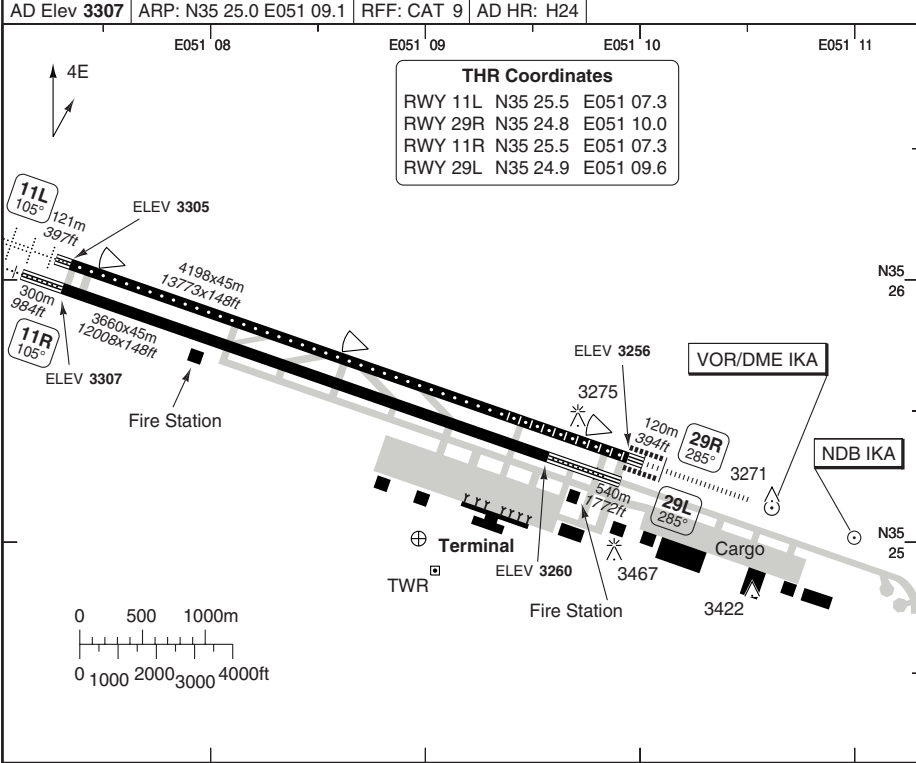 AD Elev 3307 ARP: N35 25.0 E051 09.1 RFF: CAT 9 AD HR: H24
E051 08 E051 09 E051 10 E051 11
4E
THR Coordinates
RWY 11L N35 25.5 E051 07.3
RWY 29R N35 24.8 E051 10.0
RWY 11R N35 25.5 E051 07.3
RWY 29L N35 24.9 E051 09.6
11L
105°
121m
397ft
ELEV 3305
4198x45m
13773x148ft
N35
26
300m
984ft
3660x45m
12008x148ft
11R
105°
ELEV 3307
Fire Station
ELEV 3256
3275
VOR/DME IKA
120m
394ft
29R
285°
3271
NDB IKA
540m
1772ft
29L
285°
N35
25
Terminal
Cargo
TWR
ELEV 3260
3467
Fire Station
3422
0 500 1000m
0 1000 2000 3000 4000ft